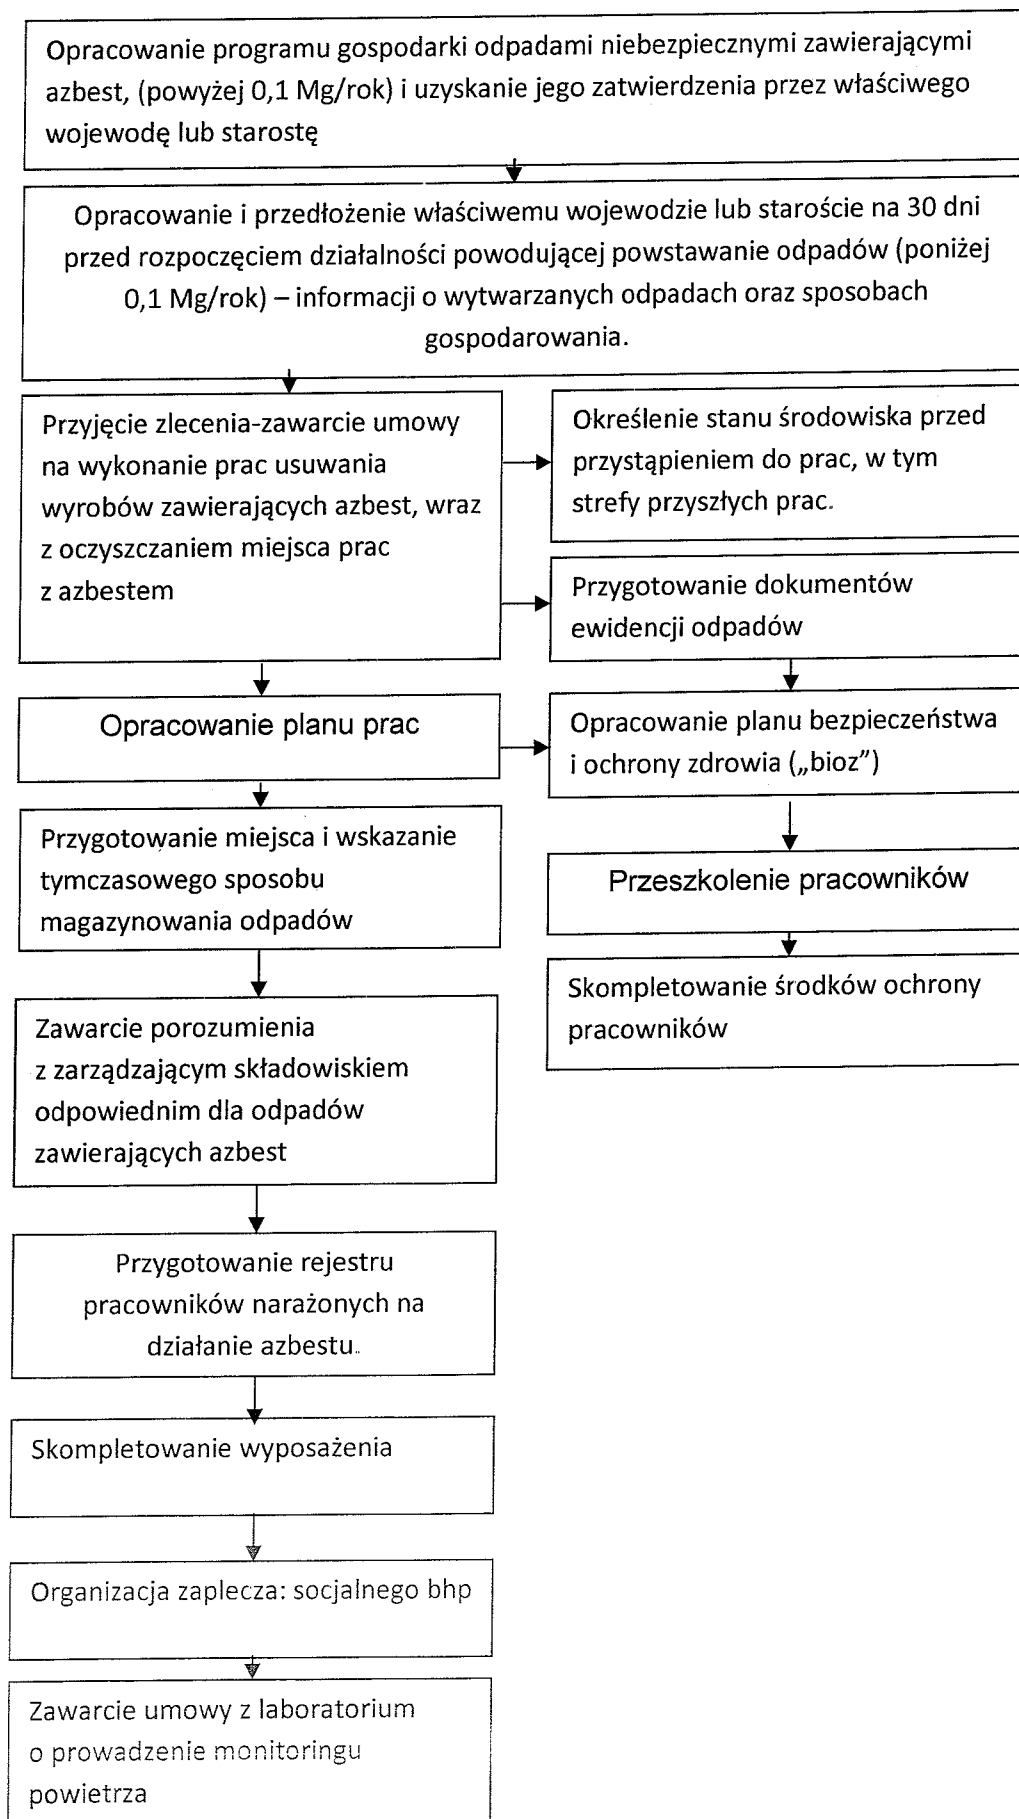 Opracowanie programu gospodarki odpadami niebezpiecznymi zawierającymi
azbest, (powyżej 0,1 Mg/rok) i uzyskanie jego zatwierdzenia przez właściwego
wojewodę lub starostę
Opracowanie i przedłożenie właściwemu wojewodzie lub staroście na 30 dni
przed rozpoczęciem działalności powodującej powstawanie odpadów (poniżej
0,1 Mg/rok) – informacji o wytwarzanych odpadach oraz sposobach
gospodarowania.
Przyjęcie zlecenia-zawarcie umowy
na wykonanie prac usuwania
wyrobów zawierających azbest, wraz
z oczyszczaniem miejsca prac
z azbestem
Określenie stanu środowiska przed
przystąpieniem do prac, w tym
strefy przyszłych prac.
Przygotowanie dokumentów
ewidencji odpadów
Opracowanie planu prac
Opracowanie planu bezpieczeństwa
i ochrony zdrowia („bioz”)
Przygotowanie miejsca i wskazanie
tymczasowego sposobu
magazynowania odpadów
Przeszkolenie pracowników
Skompletowanie środków ochrony
pracowników
Zawarcie porozumienia
z zarządzającym składowiskiem
odpowiednim dla odpadów
zawierających azbest
Przygotowanie rejestru
pracowników narażonych na
działanie azbestu.
Skompletowanie wyposażenia
Organizacja zaplecza: socjalnego bhp
Zawarcie umowy z laboratorium
o prowadzenie monitoringu
powietrza